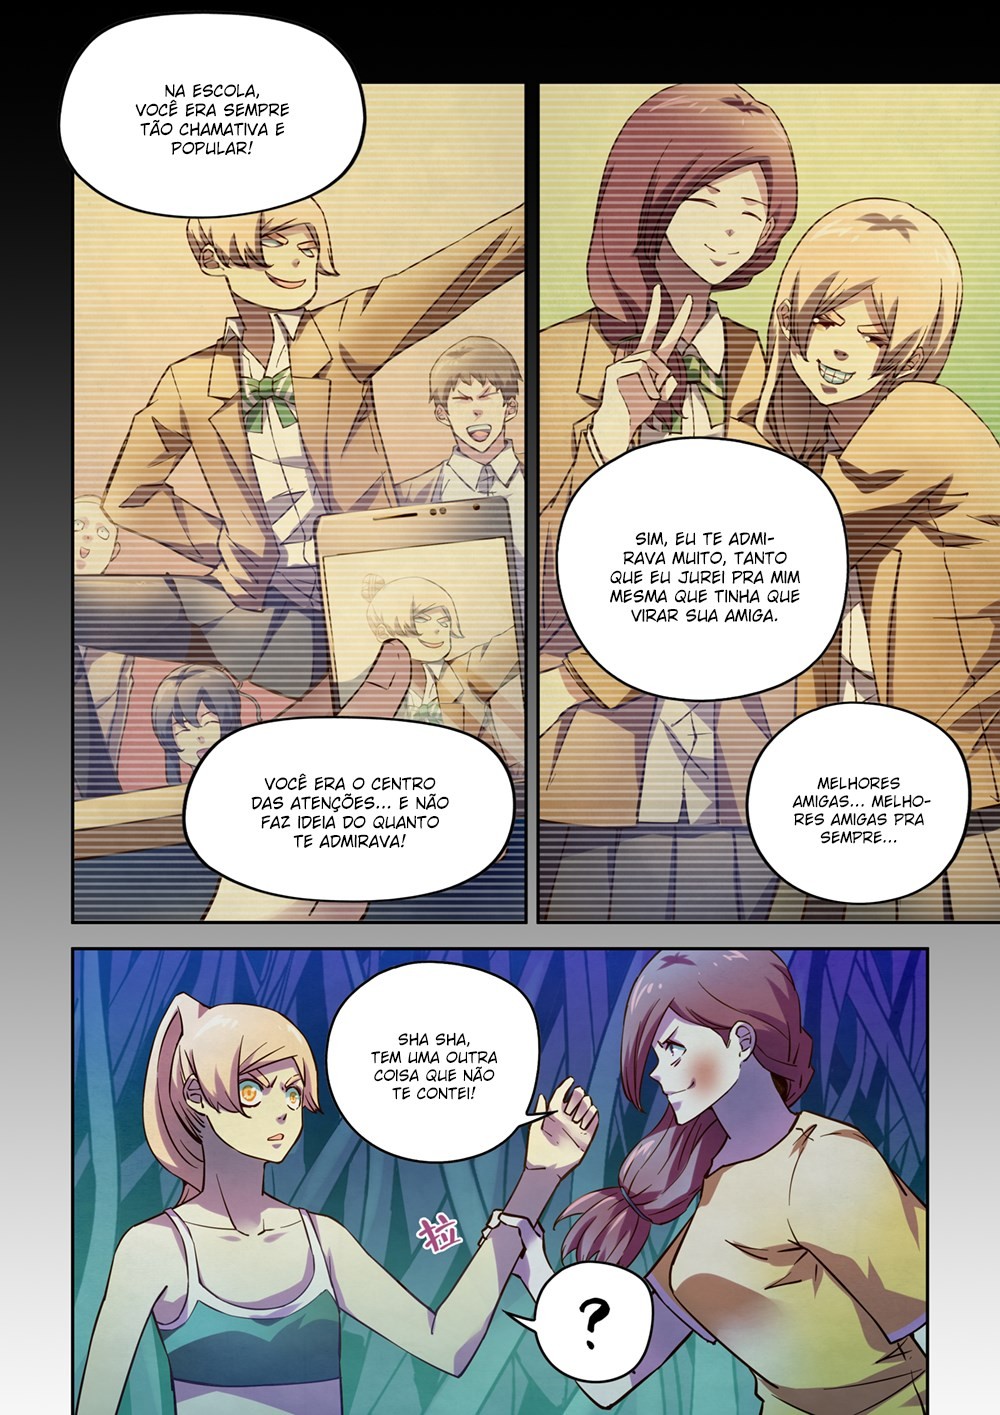 NA ESCOLA,
VOCÊ ERA SEMPRE
TÃO CHAMATIVA E
POPULAR!
VOCÊ ERA O CENTRO
DAS ATENÇÕES... E NÃO
FAZ IDEIA DO QUANTO
TE ADMIRAVA!
SIM, EU TE ADMI-
RAVA MUITO, TANTO
QUE EU JUREI PRA MIM
MESMA QUE TINHA QUE
VIRAR SUA AMIGA.
MELHORES
AMIGAS... MELHO-
RES AMIGAS PRA
SEMPRE...
SHA SHA,
TEM UMA OUTRA
COISA QUE NÃO
TE CONTEI!
拉
?